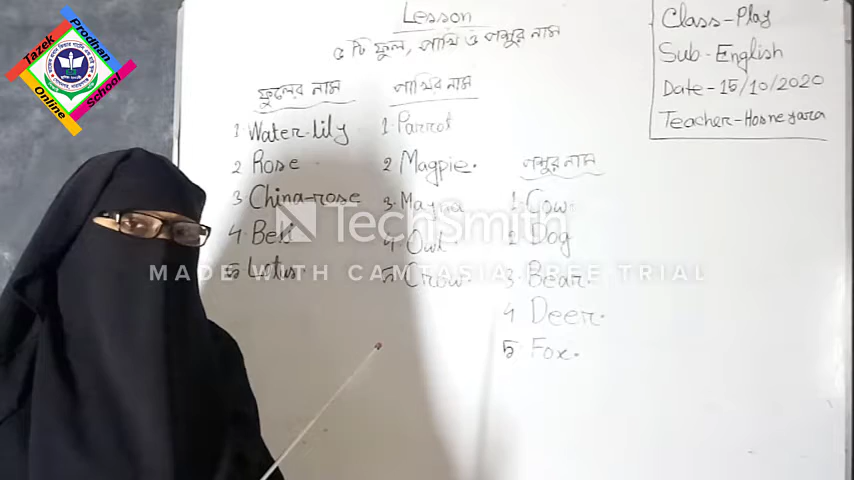 Lesson
৫ টি ফুল, পাখি ও পশুর নাম
Class-Play
Sub-English
Date-15/10/2020
Teacher-Hosneyara
ফুলের নাম
1 Water-lily
2 Rose
3 China-rose
4 Beli
5 Lotus.
পাখির নাম
1 Parrot
2 Magpie.
3 Mayna
4 Owl.
5 Crow.
পশুর নাম
1. Cow.
2 Dog
3 Bear.
4 Deer.
5 Fox.
Tazek
Prodhan
Online
School
TechSmith
MADE WITH CAMTASIA FREE TRIAL